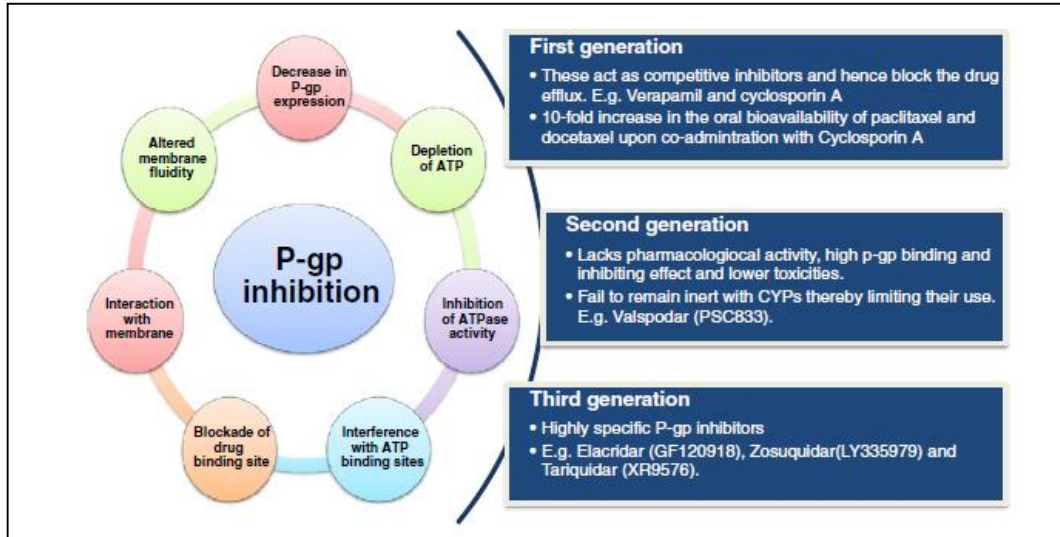 Decrease in
P-gp
expression
Depletion
of ATP
Inhibition
of ATPase
activity
Interference
with ATP
binding sites
Blockade of
drug
binding site
Interaction
with
membrane
Altered
membrane
fluidity
P-gp
inhibition
First generation
• These act as competitive inhibitors and hence block the drug
efflux. E.g. Verapamil and cyclosporin A
• 10-fold increase in the oral bioavailability of paclitaxel and
docetaxel upon co-admintration with Cyclosporin A
Second generation
• Lacks pharmacologiocal activity, high p-gp binding and
inhibiting effect and lower toxicities.
• Fail to remain inert with CYPs thereby limiting their use.
E.g. Valspodar (PSC833).
Third generation
• Highly specific P-gp inhibitors
• E.g. Elacridar (GF120918), Zosuquidar(LY335979) and
Tariquidar (XR9576).